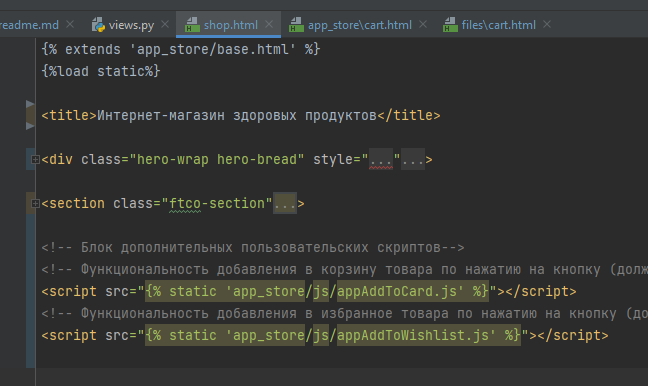 readme.md views.py shop.html app_store\cart.html files\cart.html
{% extends 'app_store/base.html' %}
{%load static%}
<title>Интернет-магазин здоровых продуктов</title>
<div class="hero-wrap hero-bread" style="..."...>
<section class="ftco-section"...>
<!-- Блок дополнительных пользовательских скриптов-->
<!-- Функциональность добавления в корзину товара по нажатию на кнопку (долж
<script src="{% static 'app_store/js/appAddToCard.js' %}"></script>
<!-- Функциональность добавления в избранное товара по нажатию на кнопку (до
<script src="{% static 'app_store/js/appAddToWishlist.js' %}"></script>